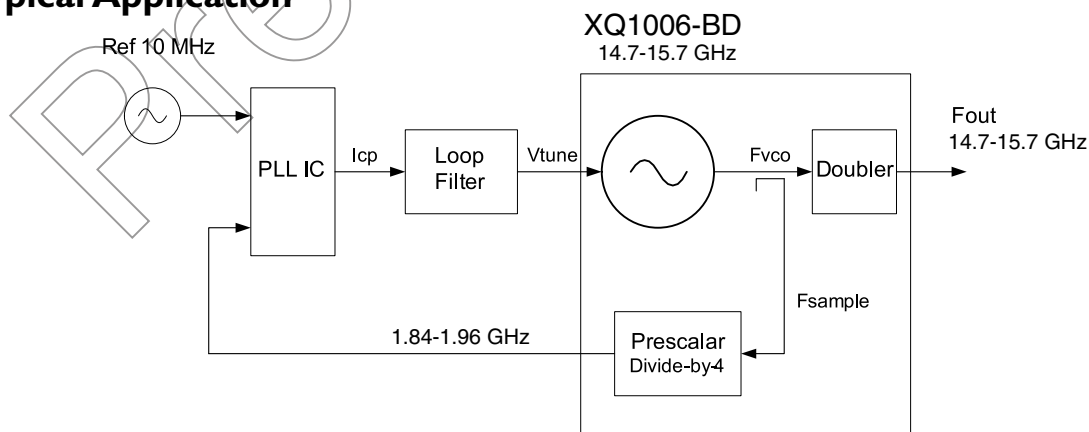 pical Application
XQ1006-BD
14.7-15.7 GHz
Ref 10 MHz
PLL IC
Icp
Loop
Filter
Vtune
Fvco
Doubler
Fout
14.7-15.7 GHz
Fsample
1.84-1.96 GHz
Prescalar
Divide-by-4
Pre